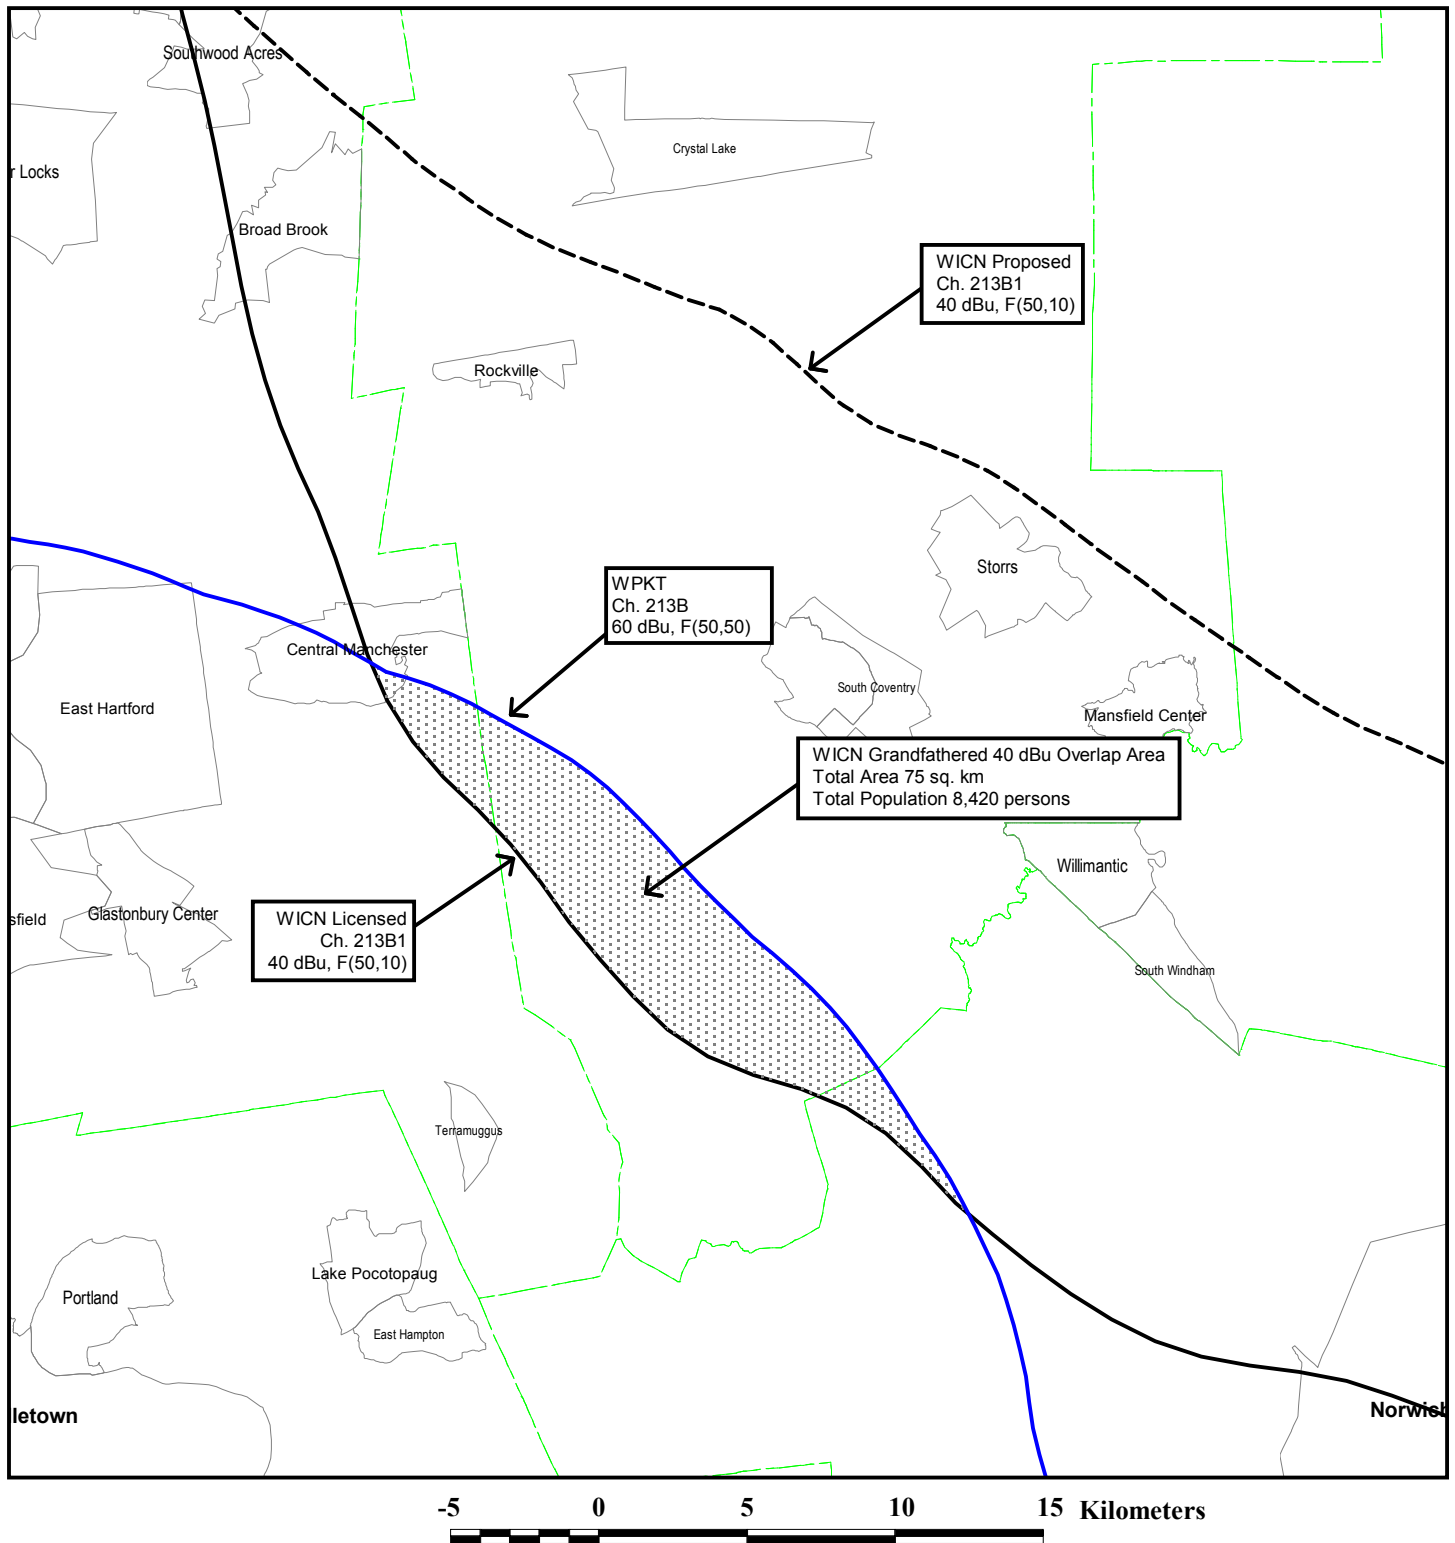 Southwood Acres
r Locks
Crystal Lake
Broad Brook
WICN Proposed
Ch. 213B1
40 dBu, F(50,10)
Rockville
Storrs
WPKT
Ch. 213B
60 dBu, F(50,50)
Central Manchester
South Coventry
East Hartford
Mansfield Center
WICN Grandfathered 40 dBu Overlap Area
Total Area 75 sq. km
Total Population 8,420 persons
Willimantic
sfield
Glastonbury Center
WICN Licensed
Ch. 213B1
40 dBu, F(50,10)
South Windham
Terramuggus
Lake Pocotopaug
Portland
East Hampton
letown
Norwich
-5 0 5 10 15 Kilometers